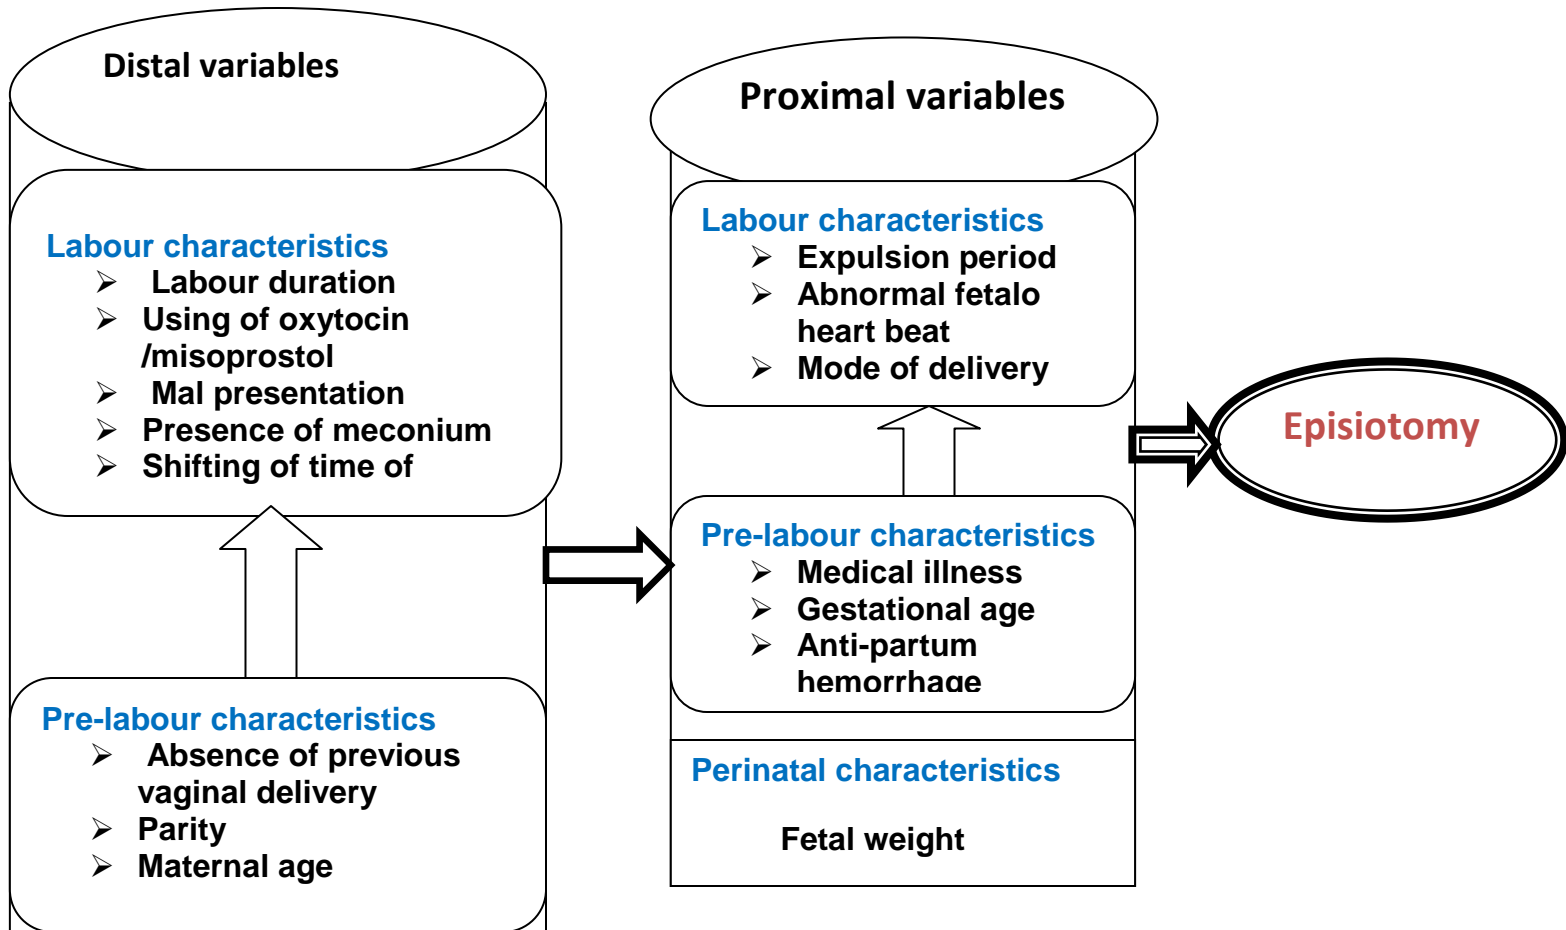 Distal variables
Labour characteristics
➢ Labour duration
➢ Using of oxytocin
/misoprostol
➢ Mal presentation
➢ Presence of meconium
➢ Shifting of time of
Pre-labour characteristics
➢ Absence of previous
vaginal delivery
➢ Parity
➢ Maternal age
Proximal variables
Labour characteristics
➢ Expulsion period
➢ Abnormal fetalo
heart beat
➢ Mode of delivery
Pre-labour characteristics
➢ Medical illness
➢ Gestational age
➢ Anti-partum
hemorrhage
Perinatal characteristics
Fetal weight
Episiotomy